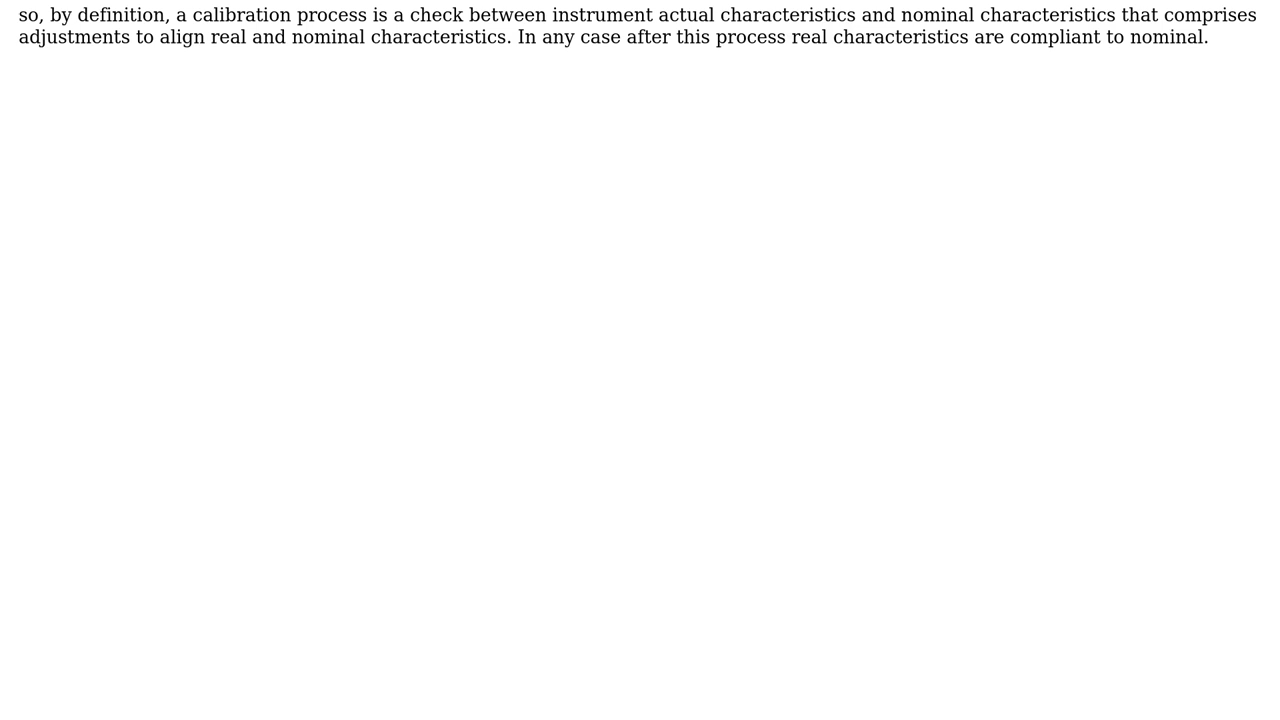 so, by definition, a calibration process is a check between instrument actual characteristics and nominal characteristics that comprises
adjustments to align real and nominal characteristics. In any case after this process real characteristics are compliant to nominal.